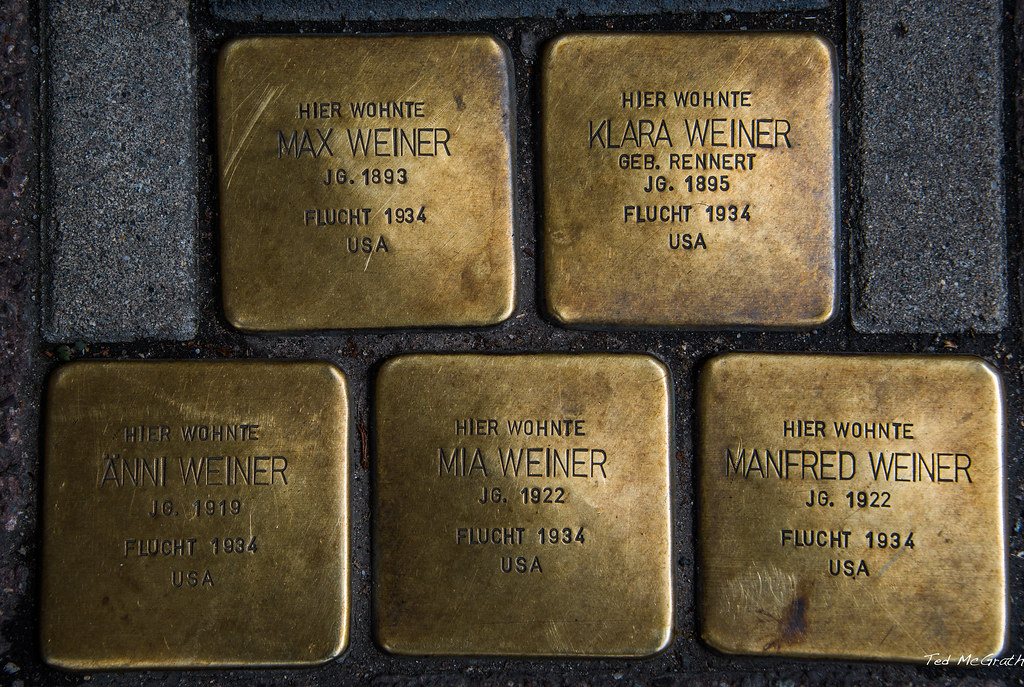 HIER WOHNTE
MAX WEINER
JG. 1893
FLUCHT 1934
USA
HIER WOHNTE
KLARA WEINER
GEB. RENNERT
JG. 1895
FLUCHT 1934
USA
HIER WOHNTE
ÄNNI WEINER
JG. 1919
FLUCHT 1934
USA
HIER WOHNTE
MIA WEINER
JG. 1922
FLUCHT 1934
USA
HIER WOHNTE
MANFRED WEINER
JG. 1922
FLUCHT 1934
USA
Ted McGrath